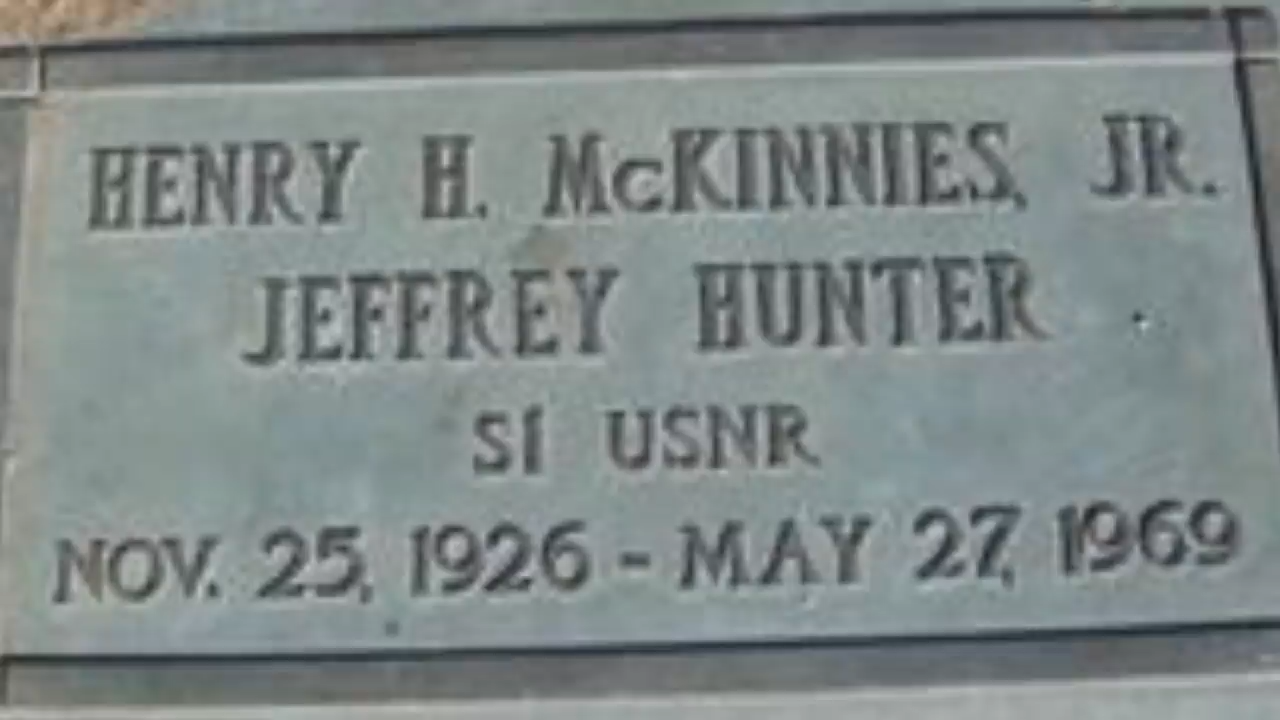 HENRY H. McKINNIES, JR.
JEFFREY HUNTER
S1 USNR
NOV. 25, 1926 - MAY 27, 1969